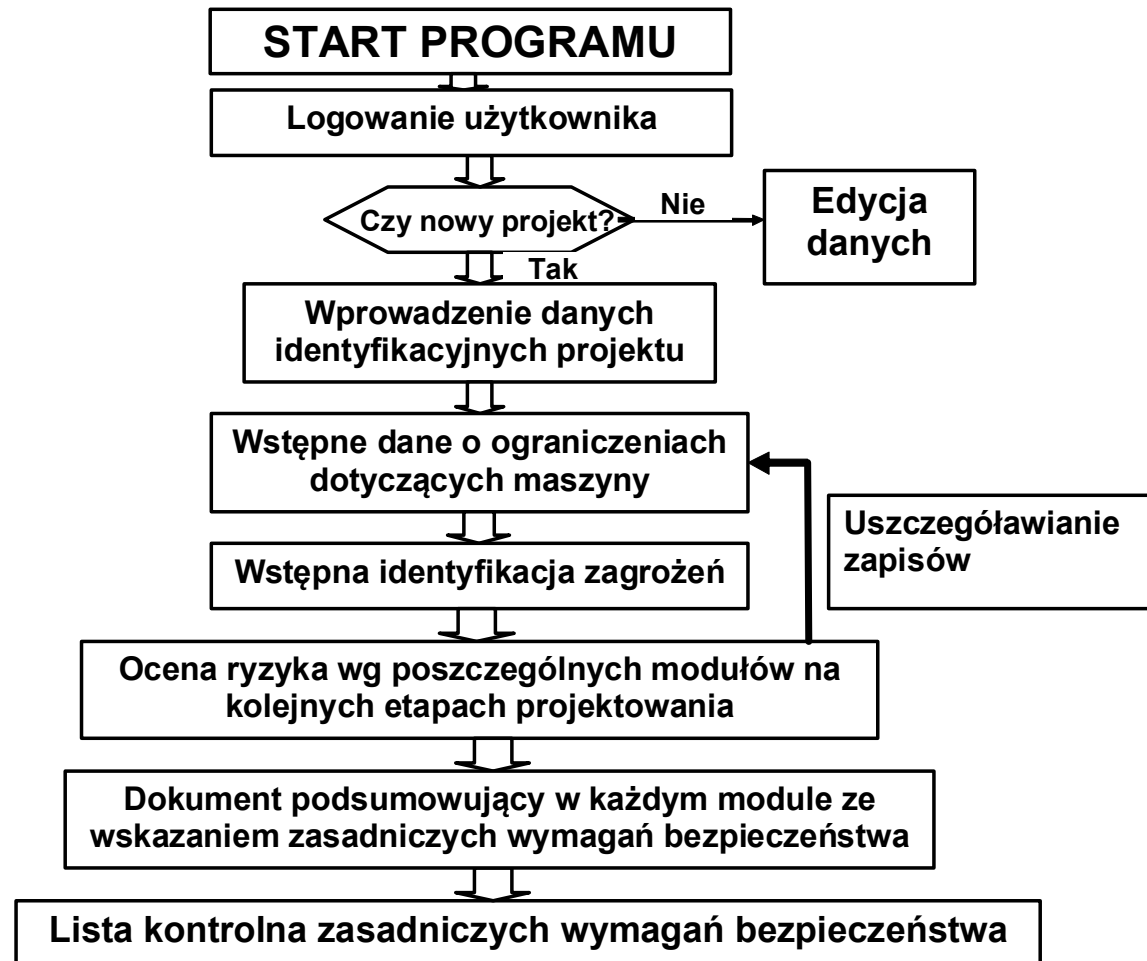 START PROGRAMU
Logowanie użytkownika
Czy nowy projekt?
Nie
Edycja
danych
Tak
Wprowadzenie danych
identyfikacyjnych projektu
Wstępne dane o ograniczeniach
dotyczących maszyny
Uszczegóławianie
zapisów
Wstępna identyfikacja zagrożeń
Ocena ryzyka wg poszczególnych modułów na
kolejnych etapach projektowania
Dokument podsumowujący w każdym module ze
wskazaniem zasadniczych wymagań bezpieczeństwa
Lista kontrolna zasadniczych wymagań bezpieczeństwa